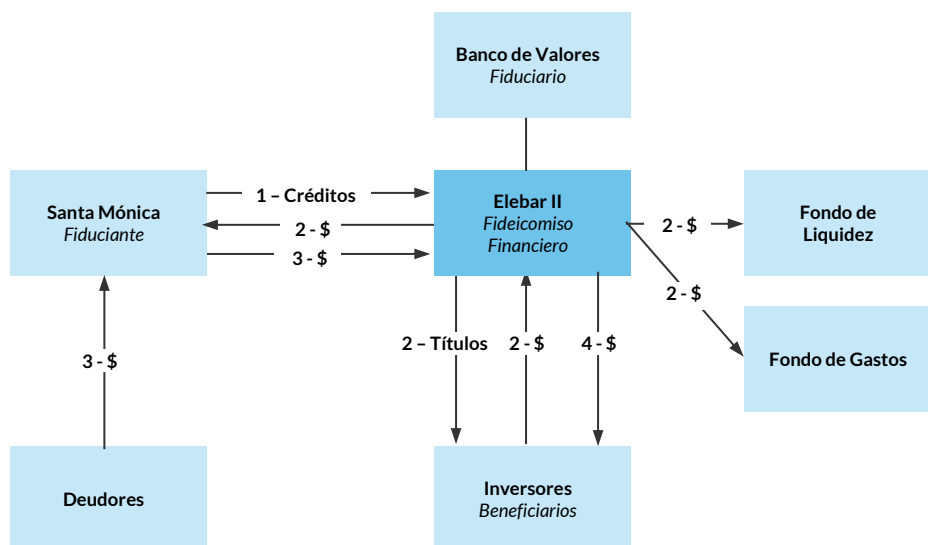 Banco de Valores
Fiduciario
Santa Mónica
Fiduciante
1 – Créditos
2 - $
3 - $
Elebar II
Fideicomiso
Financiero
2 - $
Fondo de
Liquidez
2 - $
Fondo de Gastos
3 - $
2 – Títulos
2 - $
4 - $
Deudores
Inversores
Beneficiarios